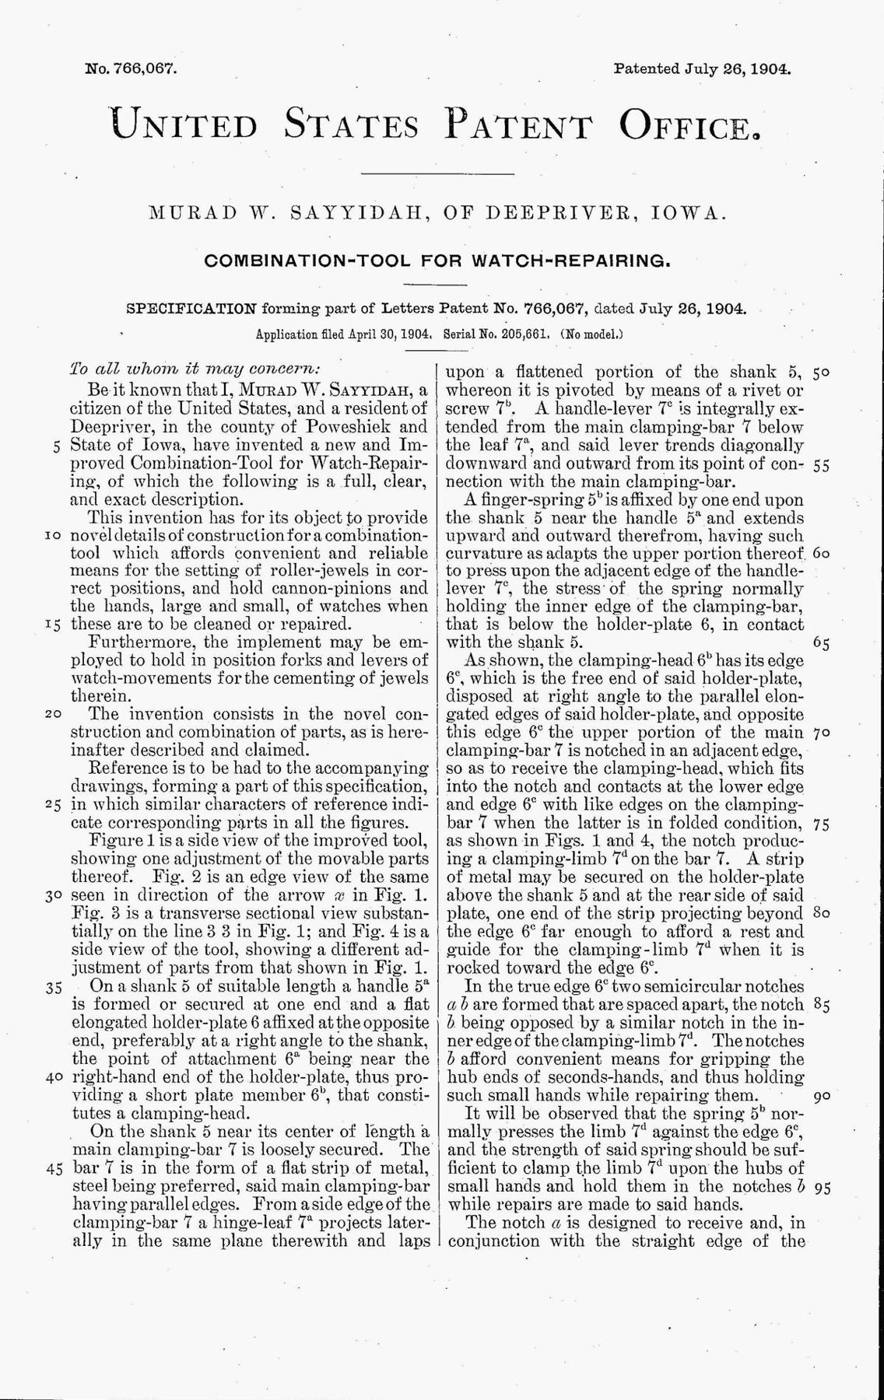 No. 766,067.
Patented July 26, 1904.
UNITED STATES PATENT OFFICE.
MURAD W. SAYYIDAH, OF DEEPRIVER, IOWA.
COMBINATION-TOOL FOR WATCH-REPAIRING.
SPECIFICATION forming part of Letters Patent No. 766,067, dated July 26, 1904.
Application filed April 30, 1904. Serial No. 205,661. (No model.)
To all whom it may concern:
Be it known that I, MURAD W. SAYYIDAH, a
citizen of the United States, and a resident of
Deepriver, in the county of Poweshiek and
5 State of Iowa, have invented a new and Im-
proved Combination-Tool for Watch-Repair-
ing, of which the following is a full, clear,
and exact description.
This invention has for its object to provide
10 novel details of construction for a combination-
tool which affords convenient and reliable
means for the setting of roller-jewels in cor-
rect positions, and hold cannon-pinions and
the hands, large and small, of watches when
15 these are to be cleaned or repaired.
Furthermore, the implement may be em-
ployed to hold in position forks and levers of
watch-movements for the cementing of jewels
therein.
20 The invention consists in the novel con-
struction and combination of parts, as is here-
inafter described and claimed.
Reference is to be had to the accompanying
drawings, forming a part of this specification,
25 in which similar characters of reference indi-
cate corresponding parts in all the figures.
Figure 1 is a side view of the improved tool,
showing one adjustment of the movable parts
thereof. Fig. 2 is an edge view of the same
30 seen in direction of the arrow x in Fig. 1.
Fig. 3 is a transverse sectional view substan-
tially on the line 3 3 in Fig. 1; and Fig. 4 is a
side view of the tool, showing a different ad-
justment of parts from that shown in Fig. 1.
35 On a shank 5 of suitable length a handle 5ª
is formed or secured at one end and a flat
elongated holder-plate 6 affixed at the opposite
end, preferably at a right angle to the shank,
the point of attachment 6ª being near the
40 right-hand end of the holder-plate, thus pro-
viding a short plate member 6ᵇ, that consti-
tutes a clamping-head.
On the shank 5 near its center of length a
main clamping-bar 7 is loosely secured. The
45 bar 7 is in the form of a flat strip of metal,
steel being preferred, said main clamping-bar
having parallel edges. From a side edge of the
clamping-bar 7 a hinge-leaf 7ª projects later-
ally in the same plane therewith and laps
upon a flattened portion of the shank 5, 50
whereon it is pivoted by means of a rivet or
screw 7ᵇ. A handle-lever 7ᶜ is integrally ex-
tended from the main clamping-bar 7 below
the leaf 7ª, and said lever trends diagonally
downward and outward from its point of con- 55
nection with the main clamping-bar.
A finger-spring 5ᵇ is affixed by one end upon
the shank 5 near the handle 5ª and extends
upward and outward therefrom, having such
curvature as adapts the upper portion thereof 60
to press upon the adjacent edge of the handle-
lever 7ᶜ, the stress of the spring normally
holding the inner edge of the clamping-bar,
that is below the holder-plate 6, in contact
with the shank 5. 65
As shown, the clamping-head 6ᵇ has its edge
6ᶜ, which is the free end of said holder-plate,
disposed at right angle to the parallel elon-
gated edges of said holder-plate, and opposite
this edge 6ᶜ the upper portion of the main 70
clamping-bar 7 is notched in an adjacent edge,
so as to receive the clamping-head, which fits
into the notch and contacts at the lower edge
and edge 6ᶜ with like edges on the clamping-
bar 7 when the latter is in folded condition, 75
as shown in Figs. 1 and 4, the notch produc-
ing a clamping-limb 7ᵈ on the bar 7. A strip
of metal may be secured on the holder-plate
above the shank 5 and at the rear side of said
plate, one end of the strip projecting beyond 80
the edge 6ᶜ far enough to afford a rest and
guide for the clamping-limb 7ᵈ when it is
rocked toward the edge 6ᶜ.
In the true edge 6ᶜ two semicircular notches
a b are formed that are spaced apart, the notch 85
b being opposed by a similar notch in the in-
ner edge of the clamping-limb 7ᵈ. The notches
b afford convenient means for gripping the
hub ends of seconds-hands, and thus holding
such small hands while repairing them. 90
It will be observed that the spring 5ᵇ nor-
mally presses the limb 7ᵈ against the edge 6ᶜ,
and the strength of said spring should be suf-
ficient to clamp the limb 7ᵈ upon the hubs of
small hands and hold them in the notches b 95
while repairs are made to said hands.
The notch a is designed to receive and, in
conjunction with the straight edge of the